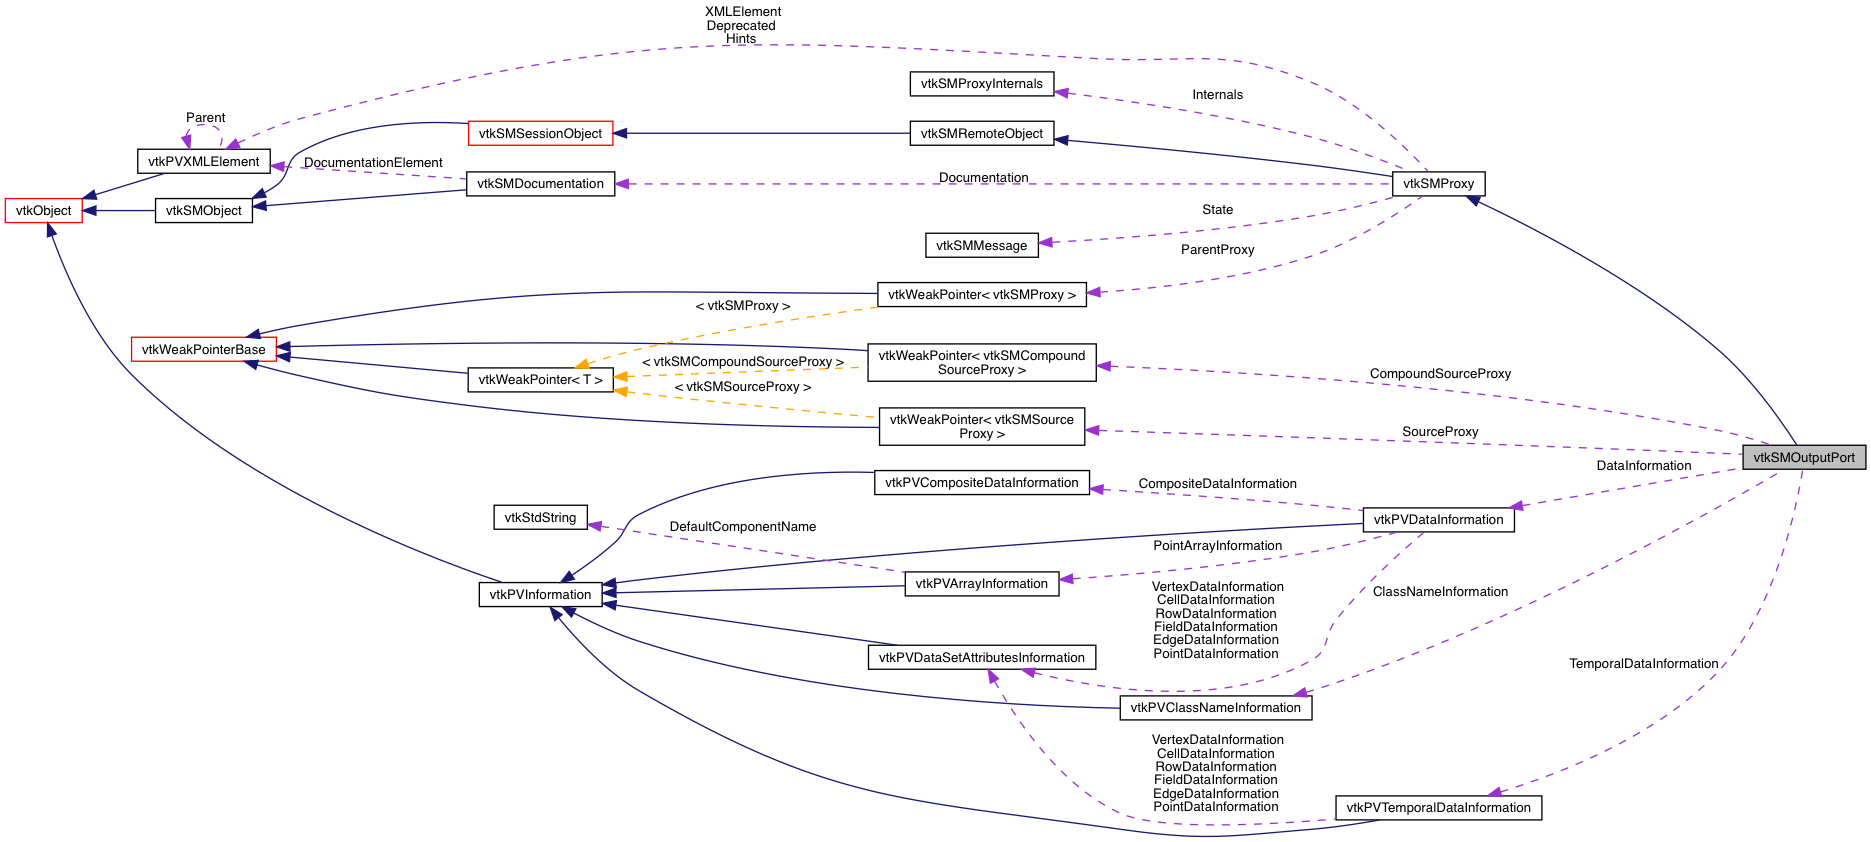 XMLElement
Deprecated
Hints
vtkSMProxyInternals
Internals
Parent
vtkSMSessionObject
vtkSMRemoteObject
vtkPVXMLElement
DocumentationElement
vtkSMDocumentation
Documentation
vtkSMProxy
vtkObject
vtkSMObject
State
vtkSMMessage
ParentProxy
vtkWeakPointer< vtkSMProxy >
< vtkSMProxy >
vtkWeakPointerBase
vtkWeakPointer< vtkSMCompound
SourceProxy >
< vtkSMCompoundSourceProxy >
vtkWeakPointer< T >
CompoundSourceProxy
< vtkSMSourceProxy >
vtkWeakPointer< vtkSMSource
Proxy >
SourceProxy
vtkSMOutputPort
DataInformation
vtkPVCompositeDataInformation
CompositeDataInformation
vtkStdString
DefaultComponentName
vtkPVDataInformation
PointArrayInformation
vtkPVInformation
vtkPVArrayInformation
VertexDataInformation
CellDataInformation
RowDataInformation
FieldDataInformation
EdgeDataInformation
PointDataInformation
ClassNameInformation
vtkPVDataSetAttributesInformation
TemporalDataInformation
vtkPVClassNameInformation
VertexDataInformation
CellDataInformation
RowDataInformation
FieldDataInformation
EdgeDataInformation
PointDataInformation
vtkPVTemporalDataInformation